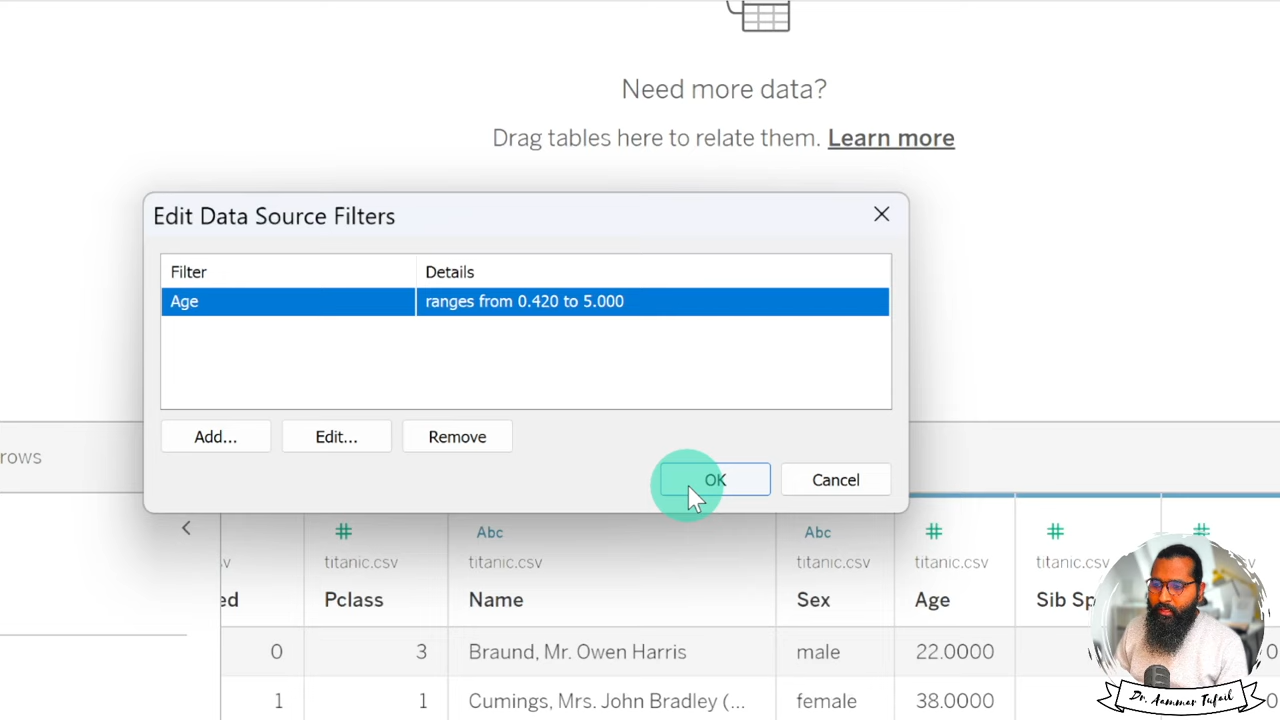 Need more data?
Drag tables here to relate them. Learn more
Edit Data Source Filters
Filter Details
Age ranges from 0.420 to 5.000
Add... Edit... Remove
OK Cancel
rows
Abc Abc
titanic.csv titanic.csv titanic.csv titanic.csv titanic.csv
ed Pclass Name Sex Age Sib Sp
0 3 Braund, Mr. Owen Harris male 22.0000
1 1 Cumings, Mrs. John Bradley (... female 38.0000
Dr. Aammar Tufail